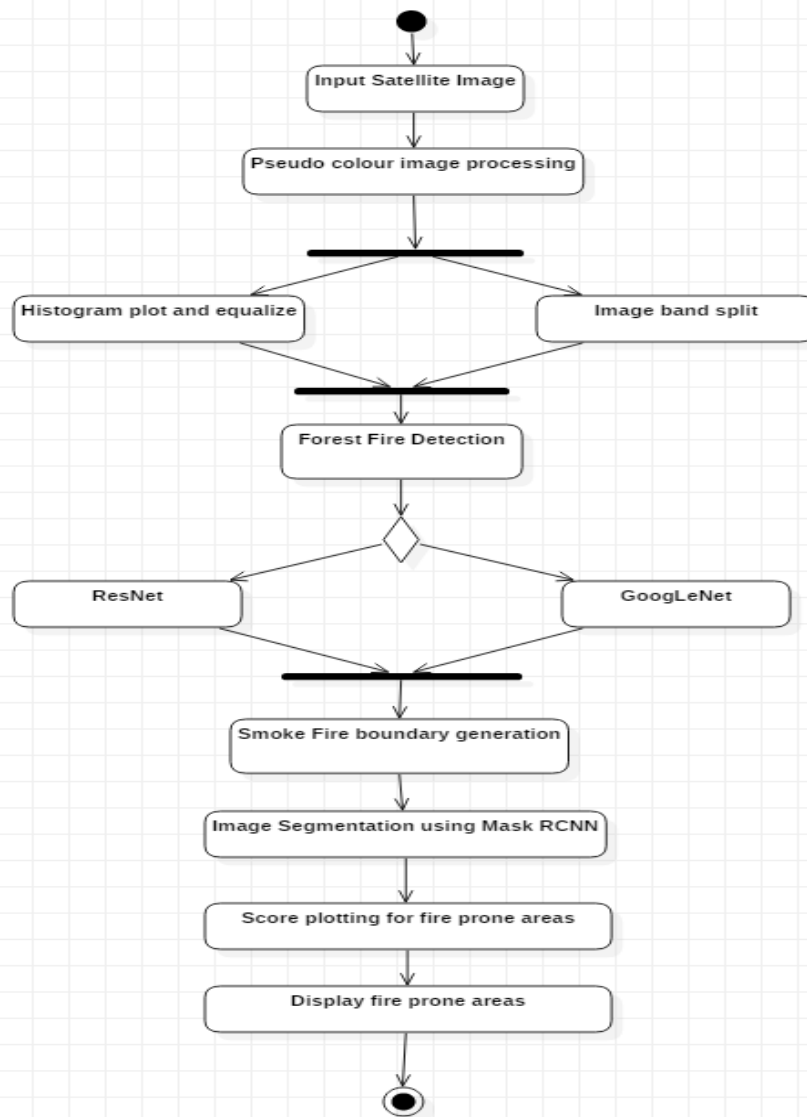 Input Satellite Image
Pseudo colour image processing
Histogram plot and equalize
Image band split
Forest Fire Detection
ResNet
GoogLeNet
Smoke Fire boundary generation
Image Segmentation using Mask RCNN
Score plotting for fire prone areas
Display fire prone areas